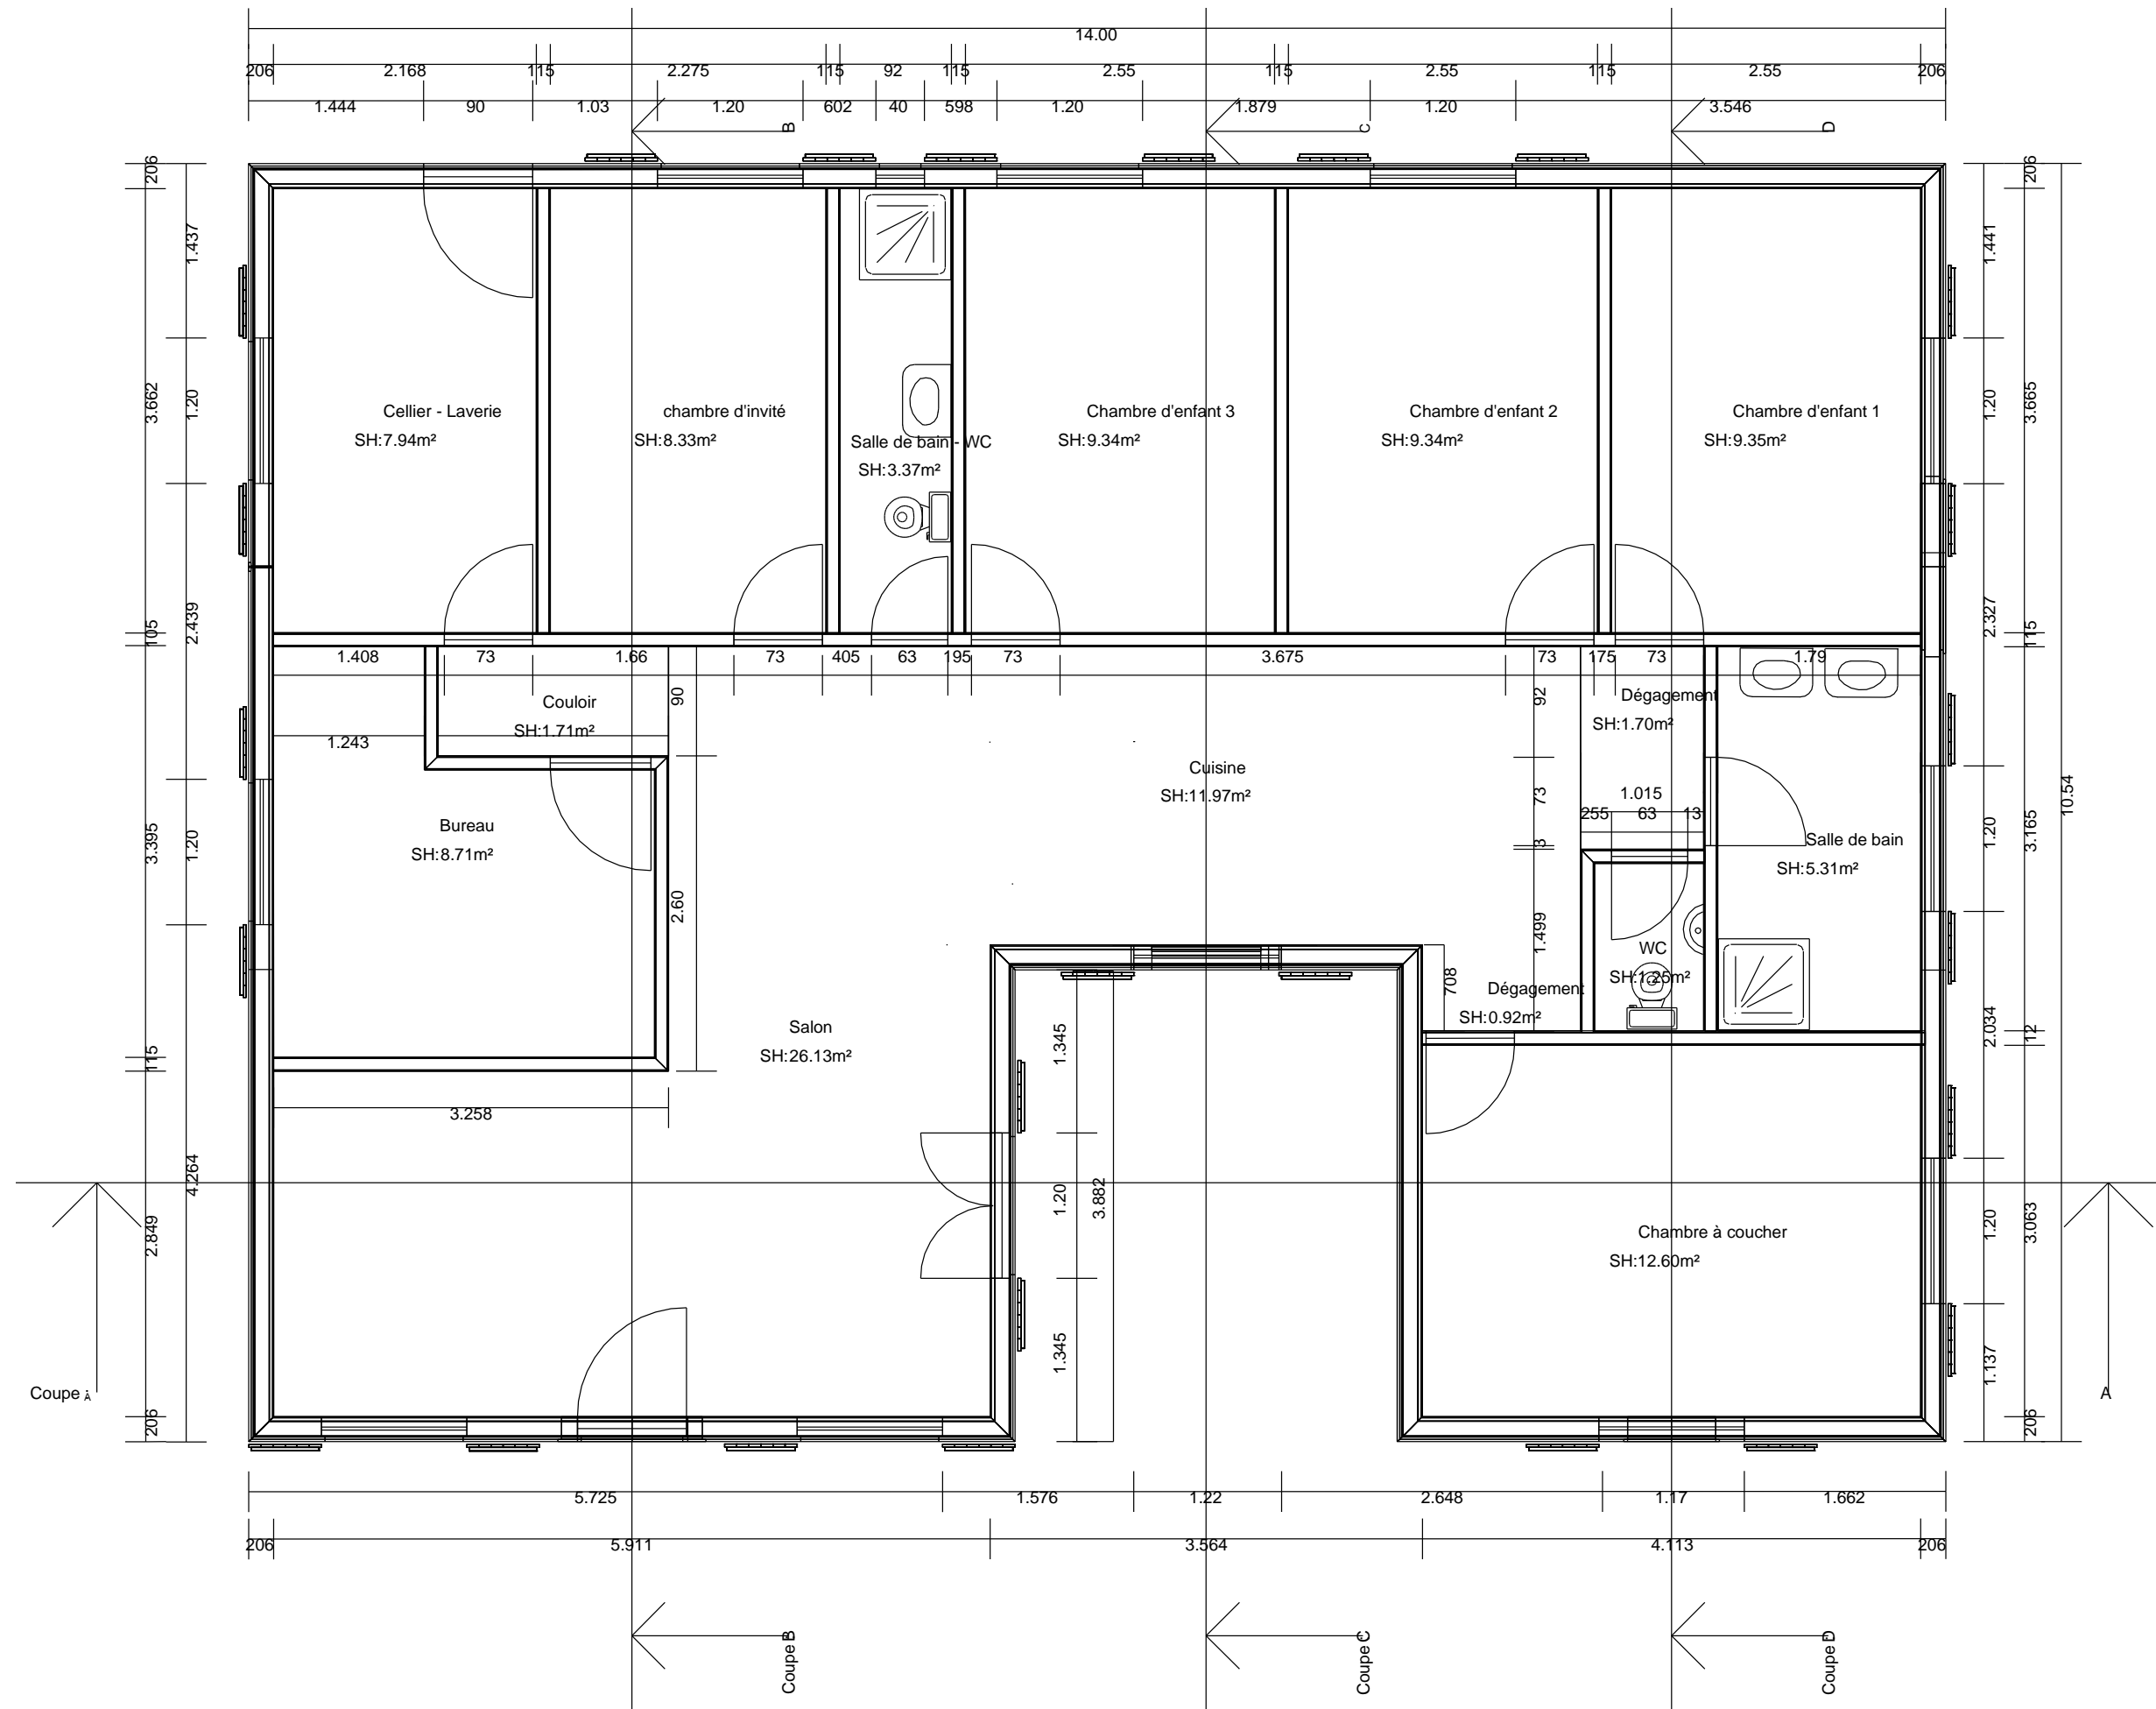 14.00
206 2.168 115 2.275 115 92 115 2.55 115 2.55 115 2.55 206
1.444 90 1.03 1.20 602 40 598 1.20 1.879 1.20 3.546
B C D
206 206
1.437 1.441
3.662 1.20 1.20 3.665
Cellier - Laverie chambre d'invité Chambre d'enfant 3 Chambre d'enfant 2 Chambre d'enfant 1
SH:7.94m² SH:8.33m² SH:9.34m² SH:9.34m² SH:9.35m²
Salle de bain - WC
SH:3.37m²
105 2.439 2.327 115
1.408 73 1.66 73 405 63 195 73 3.675 73 175 73 1.79
Couloir
SH:1.71m²
90
92
Dégagement
SH:1.70m²
1.243
Cuisine
SH:11.97m²
73
1.015
255 63 13
3
10.54
Bureau
SH:8.71m²
3.395 1.20 1.20 3.165
Salle de bain
SH:5.31m²
2.60
1.499
WC
SH:1.25m²
708
Dégagement
SH:0.92m²
Salon
SH:26.13m²
1.345
115 2.034 12
3.258
4.264
2.849
1.20
3.882
1.20
3.063
Chambre à coucher
SH:12.60m²
1.345
1.137
Coupe A A
206 206
5.725 1.576 1.22 2.648 1.17 1.662
206 5.911 3.564 4.113 206
Coupe B Coupe C Coupe D